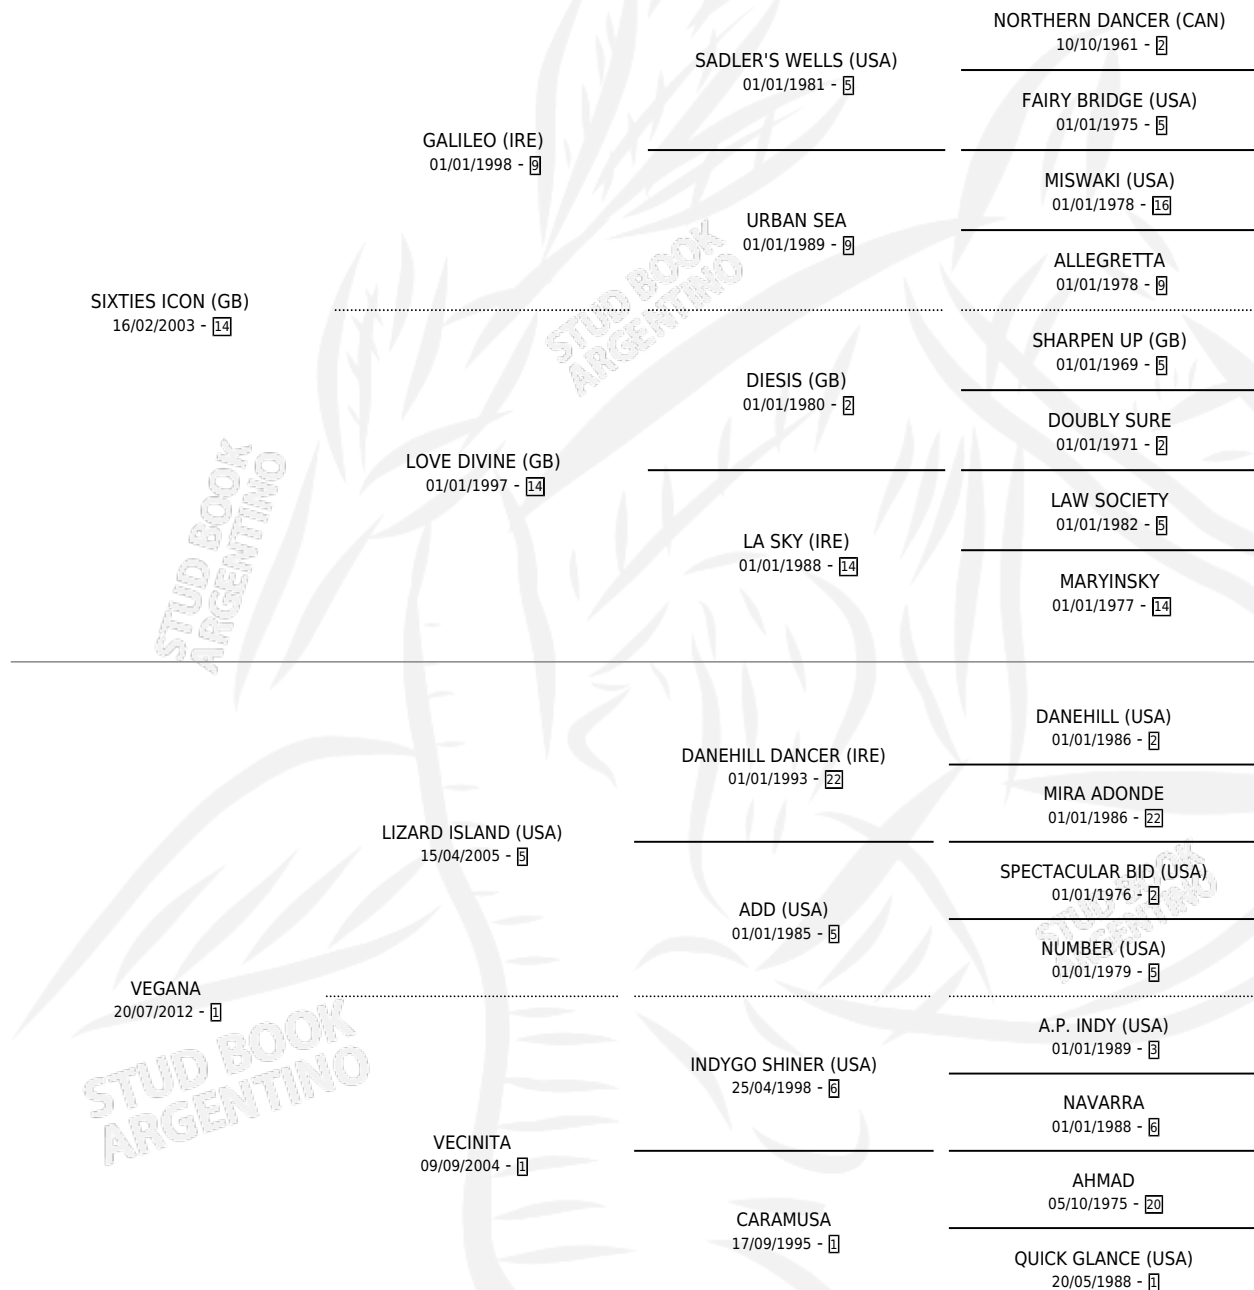 NORTHERN DANCER (CAN)
10/10/1961 - 2
SADLER'S WELLS (USA)
01/01/1981 - 5
FAIRY BRIDGE (USA)
01/01/1975 - 5
GALILEO (IRE)
01/01/1998 - 9
MISWAKI (USA)
01/01/1978 - 16
URBAN SEA
01/01/1989 - 9
ALLEGRETTA
01/01/1978 - 9
SIXTIES ICON (GB)
16/02/2003 - 14
STUD BOOK
ARGENTINO
SHARPEN UP (GB)
01/01/1969 - 5
DIESIS (GB)
01/01/1980 - 2
DOUBLY SURE
01/01/1971 - 2
LOVE DIVINE (GB)
01/01/1997 - 14
LAW SOCIETY
01/01/1982 - 5
LA SKY (IRE)
01/01/1988 - 14
MARYINSKY
01/01/1977 - 14
STUD BOOK
ARGENTINO
DANEHILL (USA)
01/01/1986 - 2
DANEHILL DANCER (IRE)
01/01/1993 - 22
MIRA ADONDE
01/01/1986 - 22
LIZARD ISLAND (USA)
15/04/2005 - 5
SPECTACULAR BID (USA)
01/01/1976 - 2
ADD (USA)
01/01/1985 - 5
STUD BOOK
ARGENTINO
NUMBER (USA)
01/01/1979 - 5
VEGANA
20/07/2012 - 1
STUD BOOK
ARGENTINO
A.P. INDY (USA)
01/01/1989 - 3
INDYGO SHINER (USA)
25/04/1998 - 6
NAVARRA
01/01/1988 - 6
VECINITA
09/09/2004 - 1
AHMAD
05/10/1975 - 20
CARAMUSA
17/09/1995 - 1
QUICK GLANCE (USA)
20/05/1988 - 1